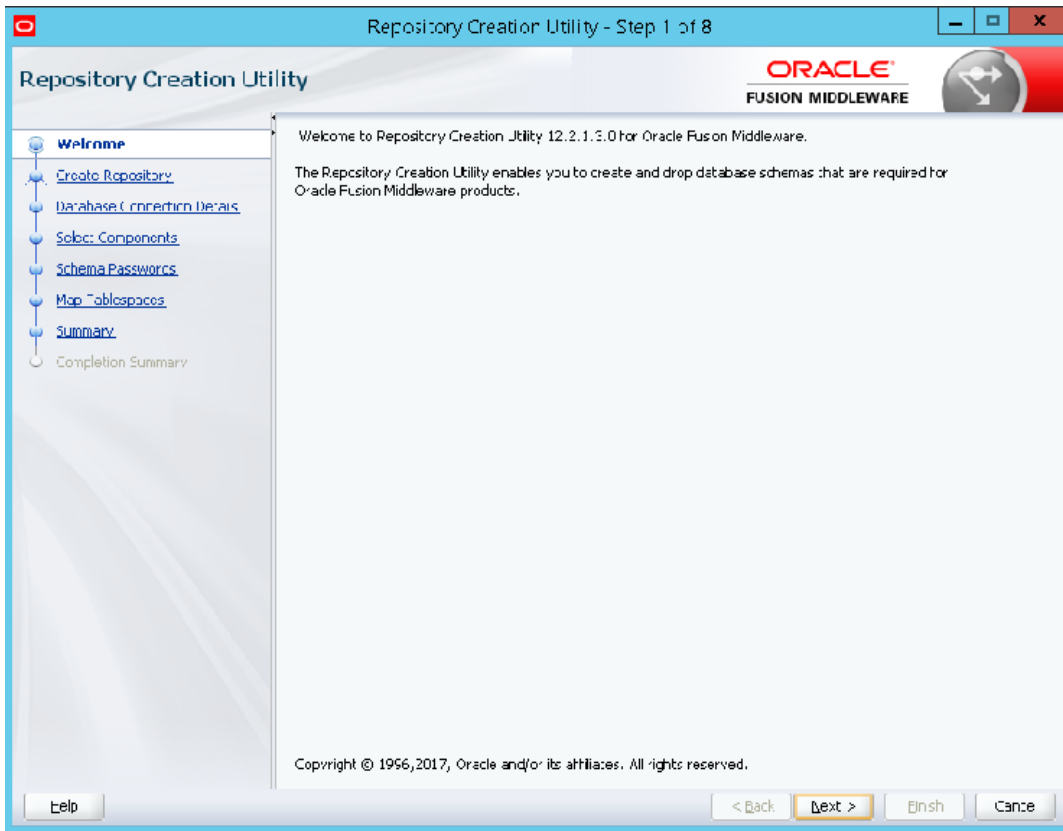 Repository Creation Utility - Step 1 of 8
Repository Creation Utility
ORACLE
FUSION MIDDLEWARE
Welcome
Create Repository
Database Connection Details
Select Components
Schema Passwords
Map Tablespaces
Summary
Completion Summary
Welcome to Repository Creation Utility 12.2.1.3.0 for Oracle Fusion Middleware.
The Repository Creation Utility enables you to create and drop database schemas that are required for
Oracle Fusion Middleware products.
Copyright © 1996,2017, Oracle and/or its affiliates. All rights reserved.
Help
< Back
Next >
Finish
Cancel